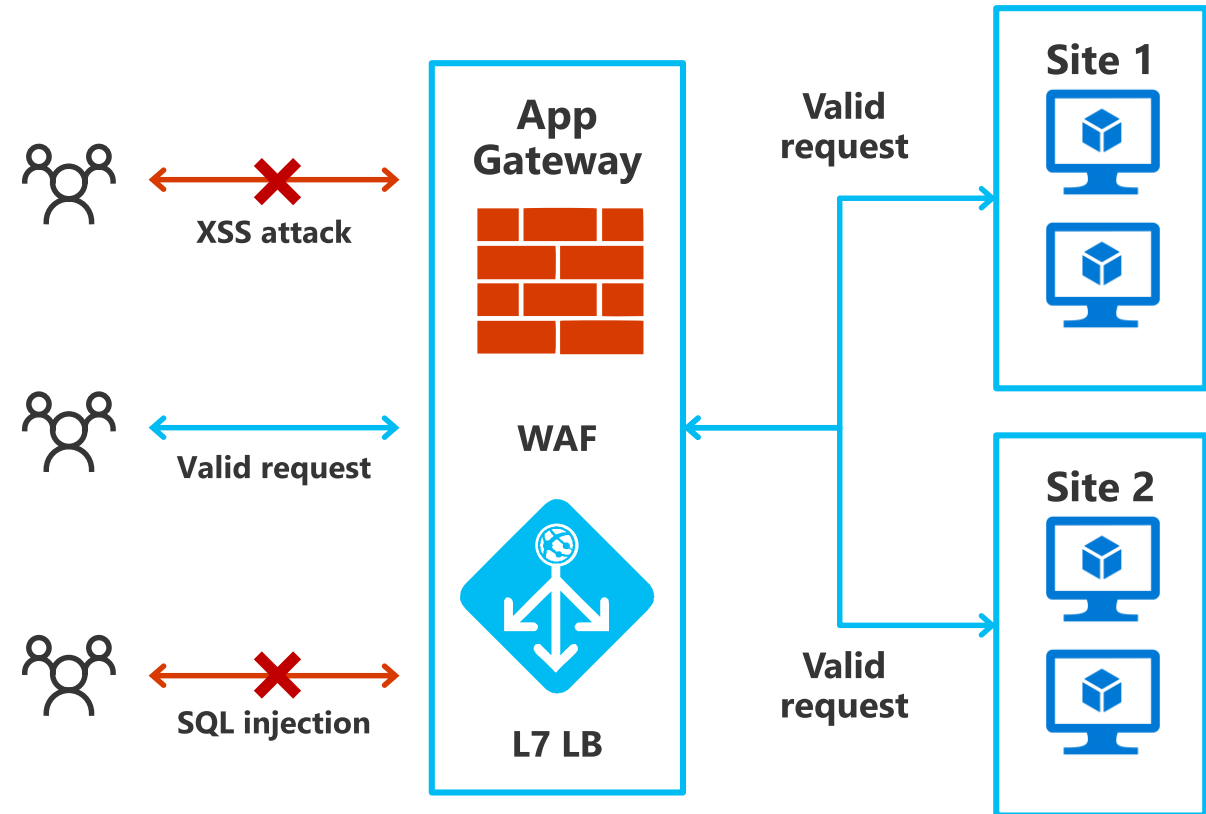 XSS attack
Valid request
SQL injection
App
Gateway
WAF
L7 LB
Valid
request
Valid
request
Site 1
Site 2